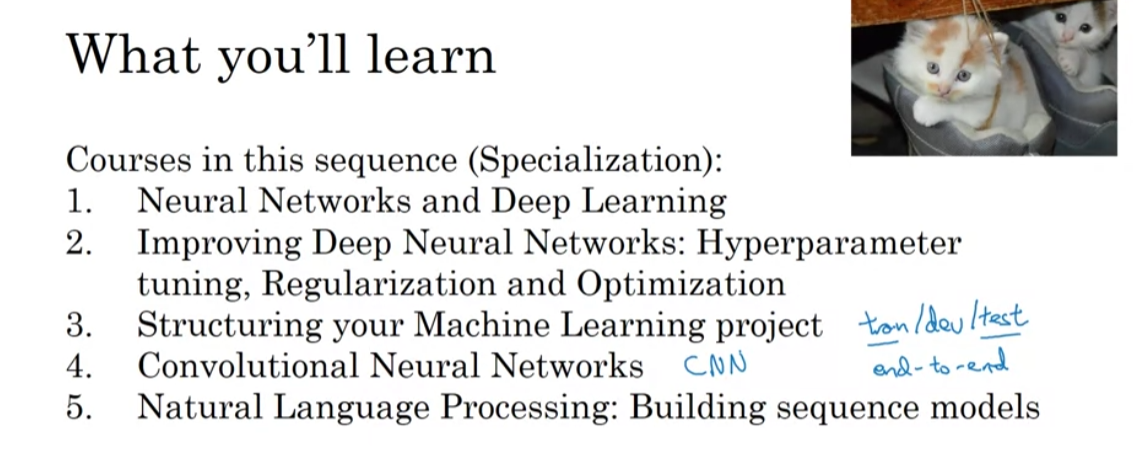 What you'll learn
Courses in this sequence (Specialization):
1. Neural Networks and Deep Learning
2. Improving Deep Neural Networks: Hyperparameter
tuning, Regularization and Optimization
3. Structuring your Machine Learning project train/dev/test
4. Convolutional Neural Networks CNN end-to-end
5. Natural Language Processing: Building sequence models